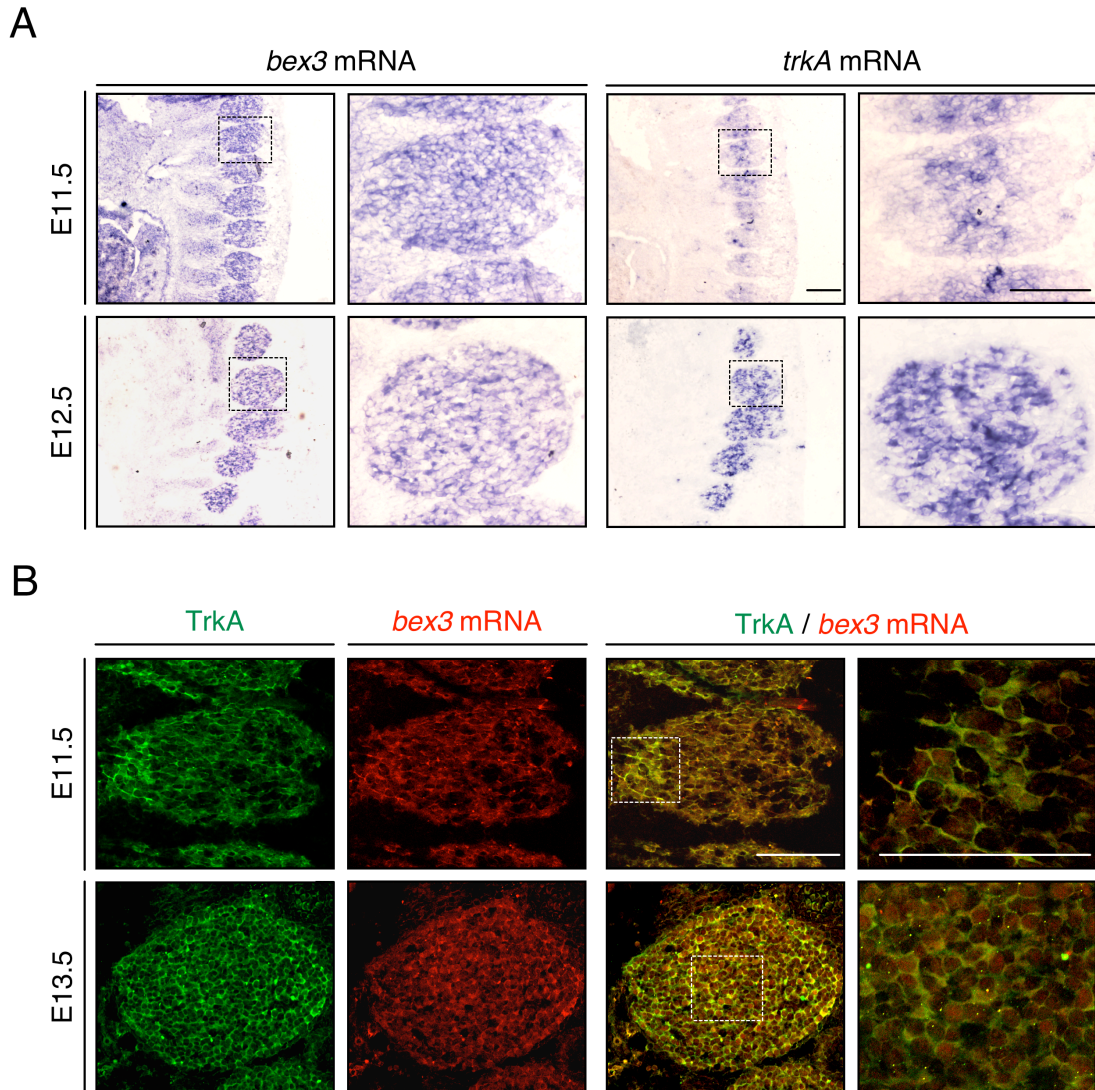 A
bex3 mRNA trkA mRNA
E11.5
E12.5
B
TrkA bex3 mRNA TrkA / bex3 mRNA
E11.5
E13.5